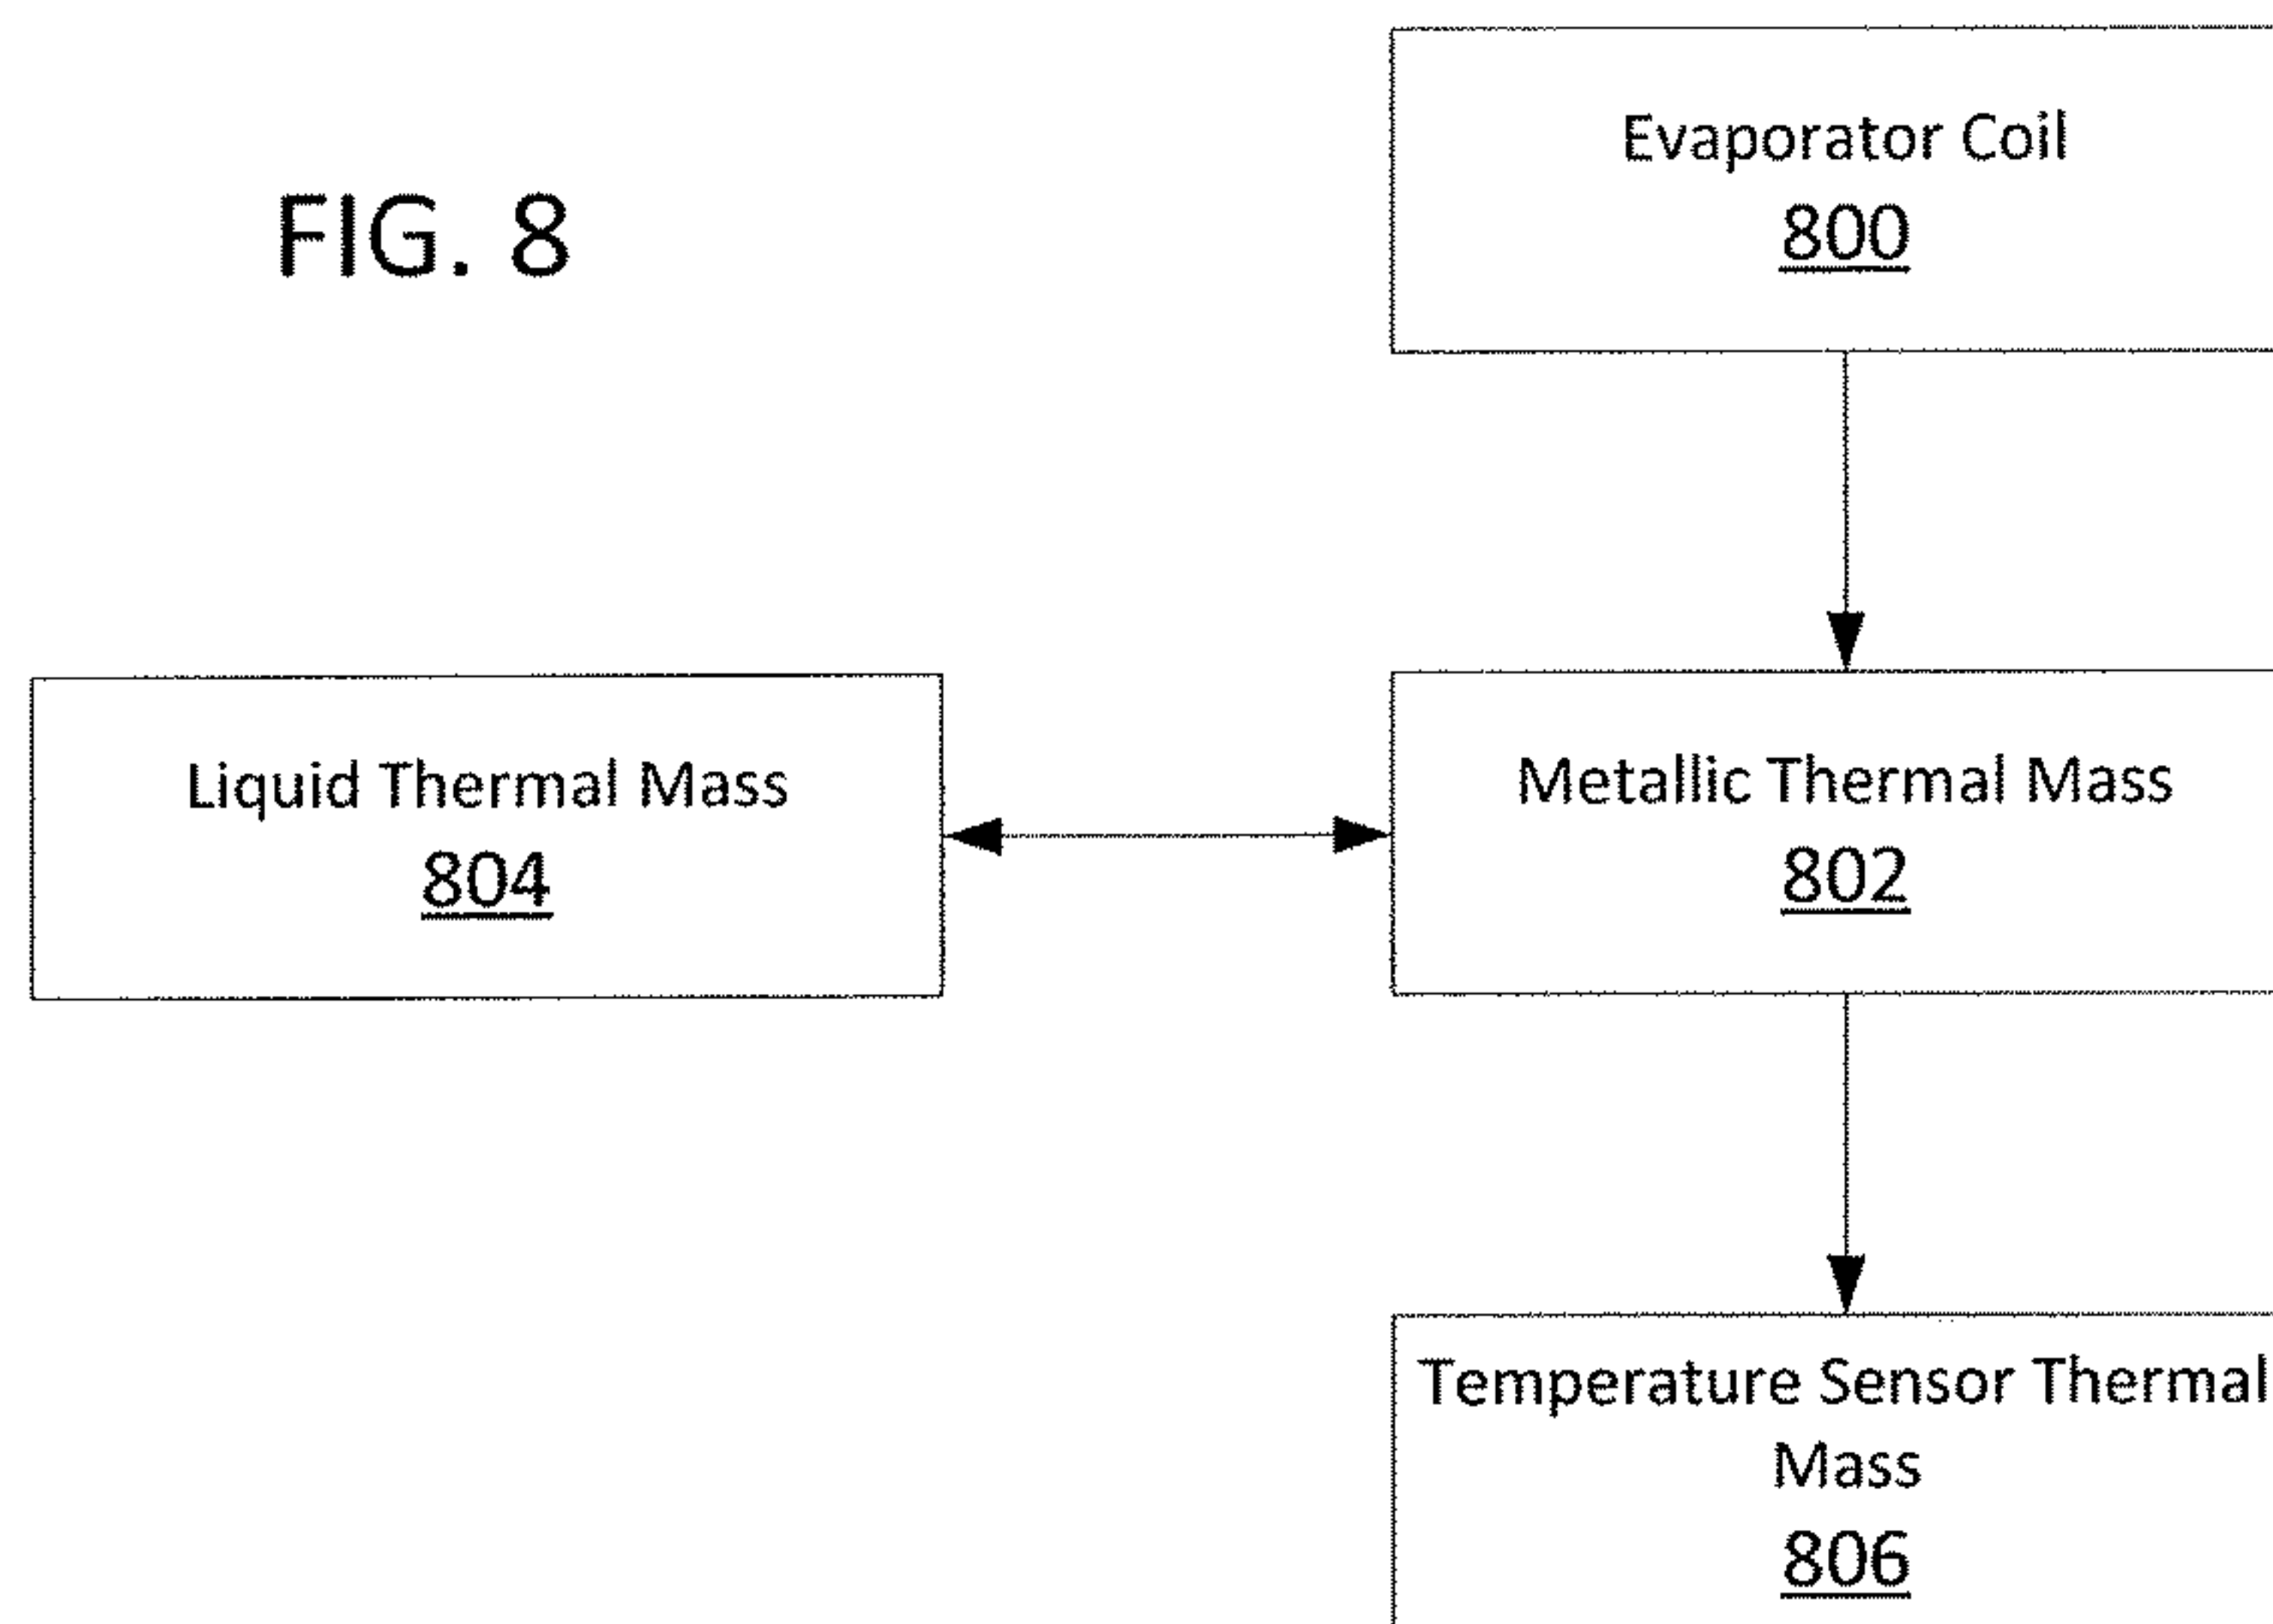 FIG. 8
Evaporator Coil
800
Liquid Thermal Mass
804
Metallic Thermal Mass
802
Temperature Sensor Thermal
Mass
806